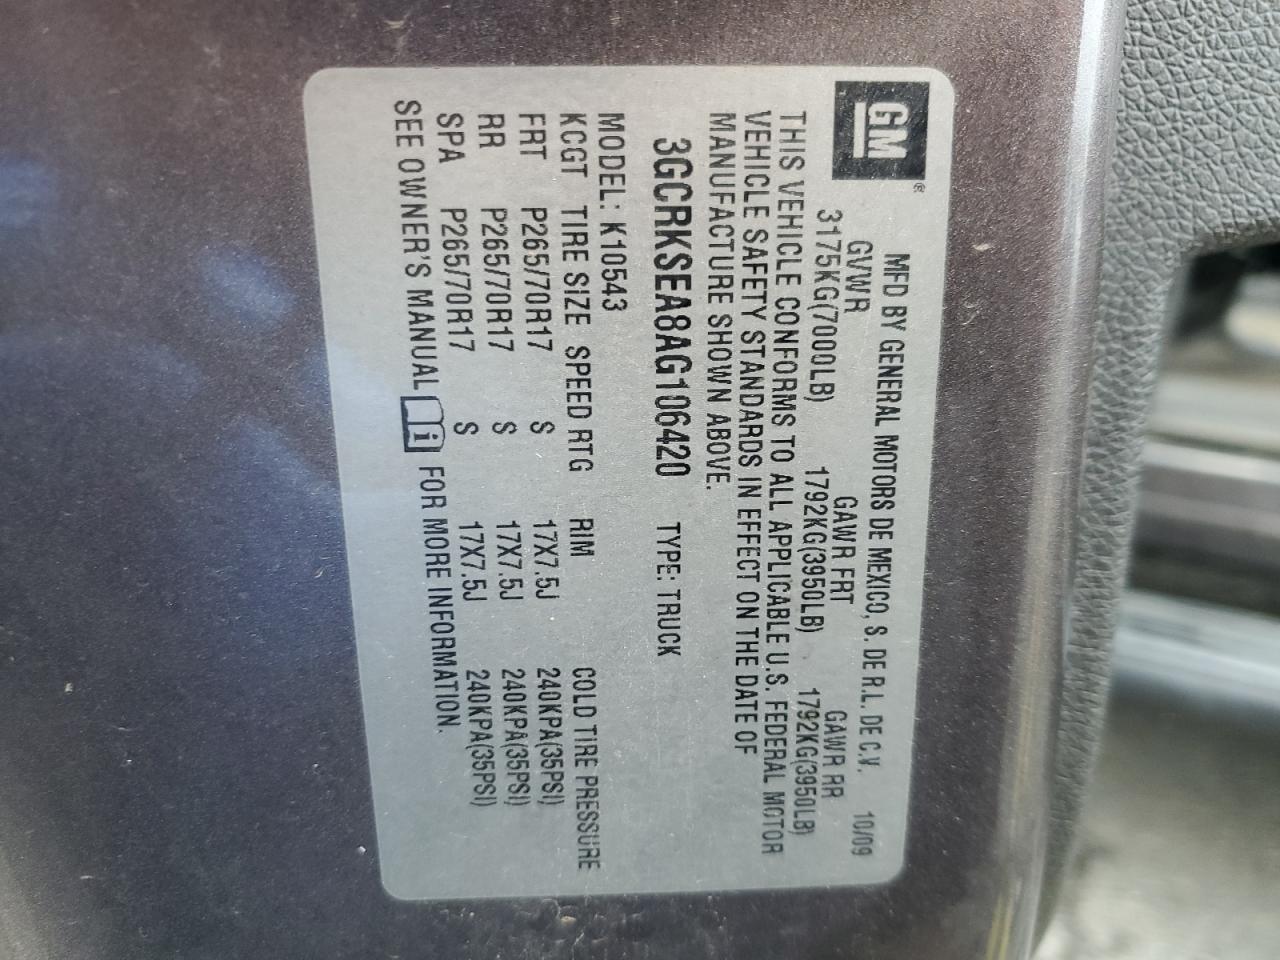 GM®
MFD BY GENERAL MOTORS DE MEXICO, S. DE R.L. DE C.V. 10/09
GVWR GAWR FRT GAWR RR
3175KG(7000LB) 1792KG(3950LB) 1792KG(3950LB)
THIS VEHICLE CONFORMS TO ALL APPLICABLE U.S. FEDERAL MOTOR
VEHICLE SAFETY STANDARDS IN EFFECT ON THE DATE OF
MANUFACTURE SHOWN ABOVE.
3GCRKSEA8AG106420 TYPE: TRUCK
MODEL: K10543
KCGT TIRE SIZE SPEED RTG RIM COLD TIRE PRESSURE
FRT P265/70R17 S 17X7.5J 240KPA(35PSI)
RR P265/70R17 S 17X7.5J 240KPA(35PSI)
SPA P265/70R17 S 17X7.5J 240KPA(35PSI)
SEE OWNER'S MANUAL i FOR MORE INFORMATION.